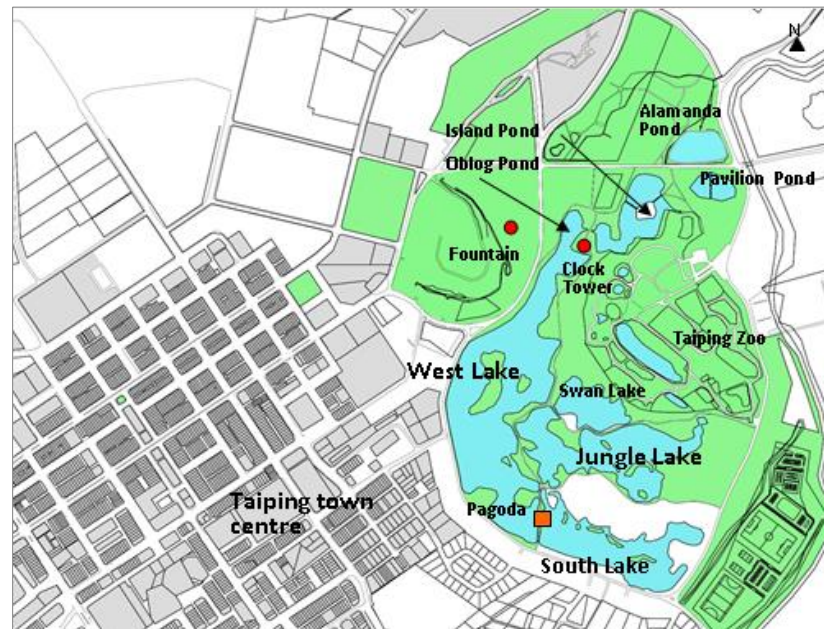 N
Alamanda
Pond
Island Pond
Oblog Pond
Pavilion Pond
Fountain
Clock
Tower
Taiping Zoo
West Lake
Swan Lake
Jungle Lake
Taiping town
centre
Pagoda
South Lake